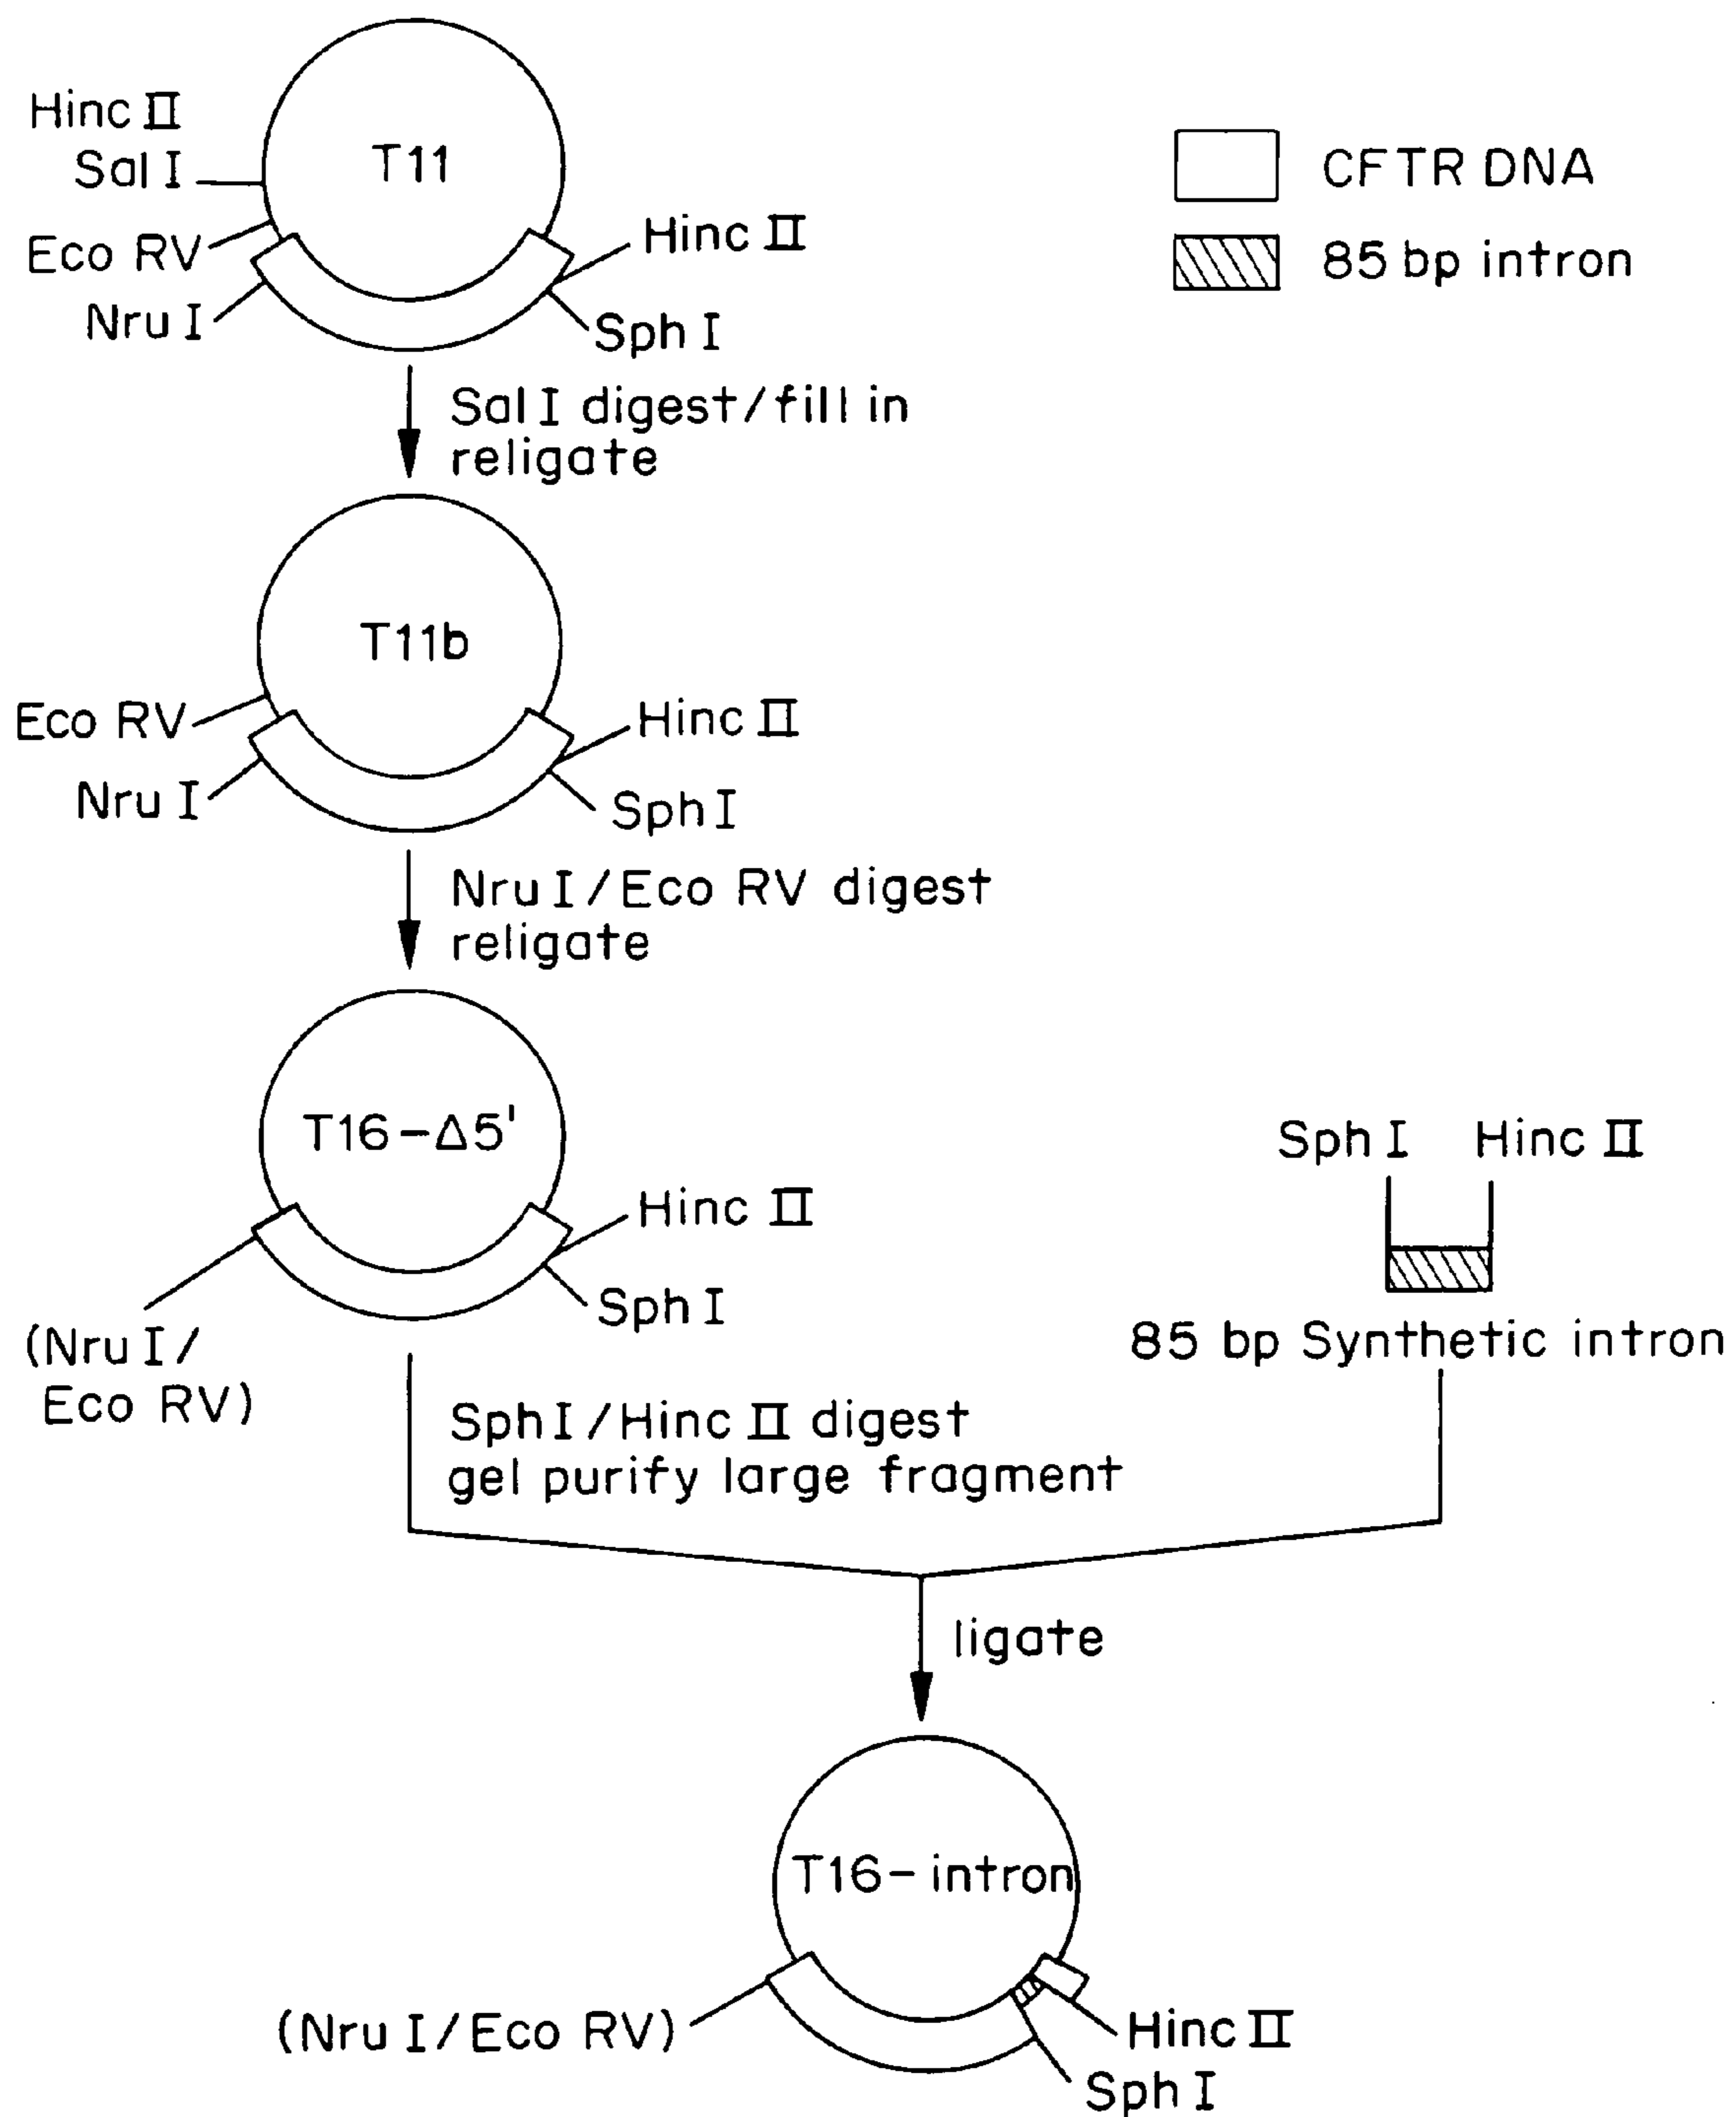 Hinc II
Sal I
T11
Eco RV
Nru I
Hinc II
Sph I
CFTR DNA
85 bp intron
Sal I digest/fill in
religate
T11b
Eco RV
Nru I
Hinc II
Sph I
Nru I/Eco RV digest
religate
T16-Δ5'
Hinc II
Sph I
(Nru I/
Eco RV)
Sph I Hinc II
85 bp Synthetic intron
Sph I/Hinc II digest
gel purify large fragment
ligate
T16-intron
(Nru I/Eco RV)
Hinc II
Sph I